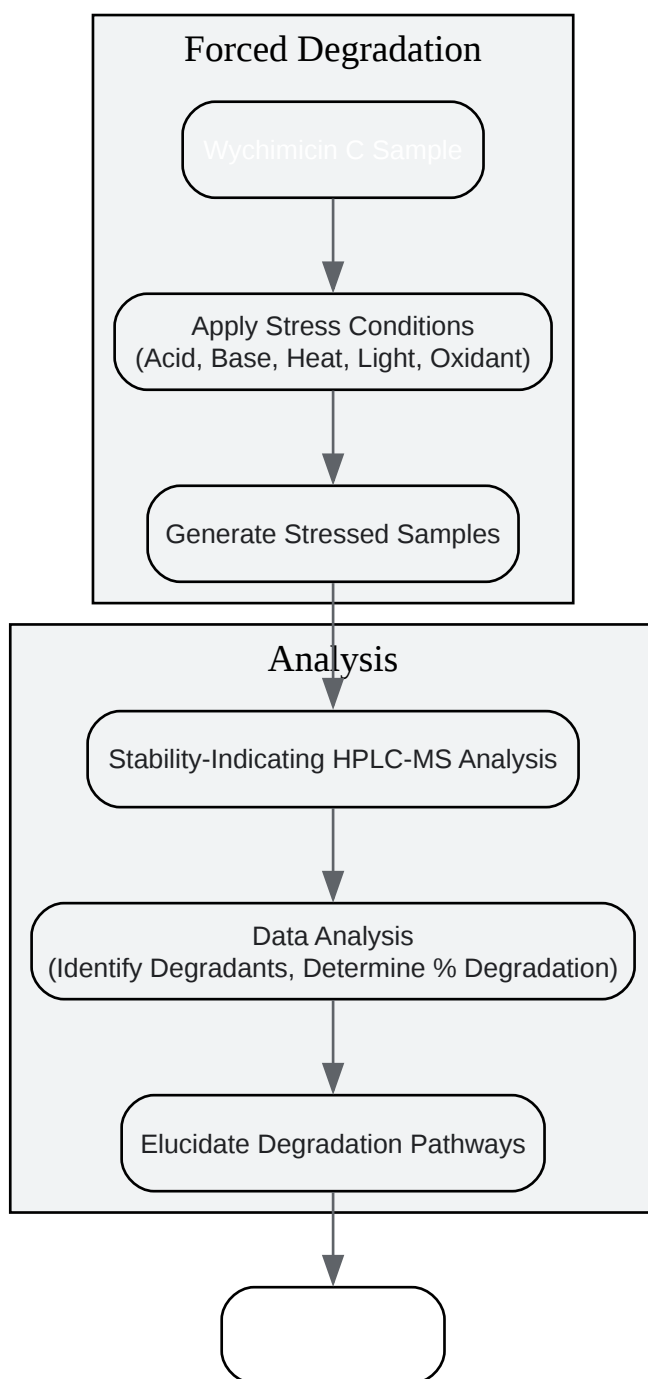 Forced Degradation
Wychimicin C Sample
Apply Stress Conditions
(Acid, Base, Heat, Light, Oxidant)
Generate Stressed Samples
Analysis
Stability-Indicating HPLC-MS Analysis
Data Analysis
(Identify Degradants, Determine % Degradation)
Elucidate Degradation Pathways